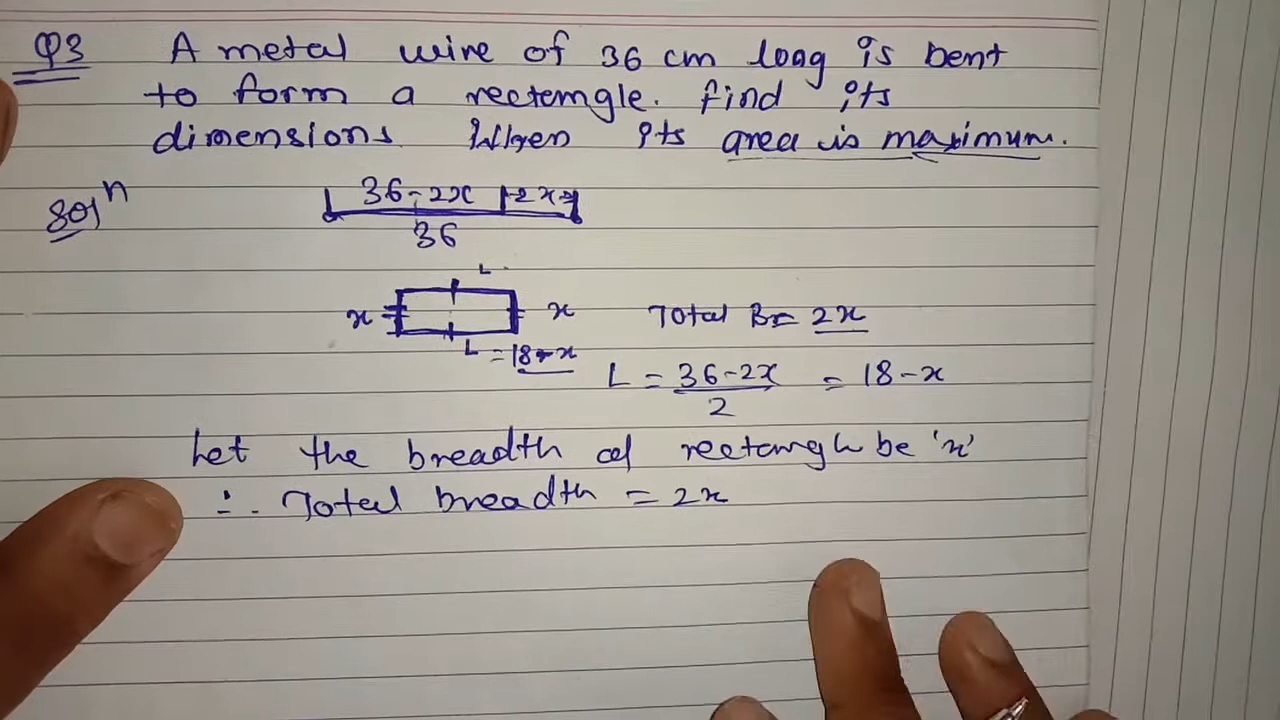 Q3 A metal wire of 36 cm long is bent
to form a rectangle. find its
dimensions when its area is maximum.
Solⁿ
36-2x 2x
36
L
x x Total B = 2x
L = 18-x
L = 36-2x / 2 = 18-x
Let the breadth of rectangle be 'x'
∴ Total breadth = 2x